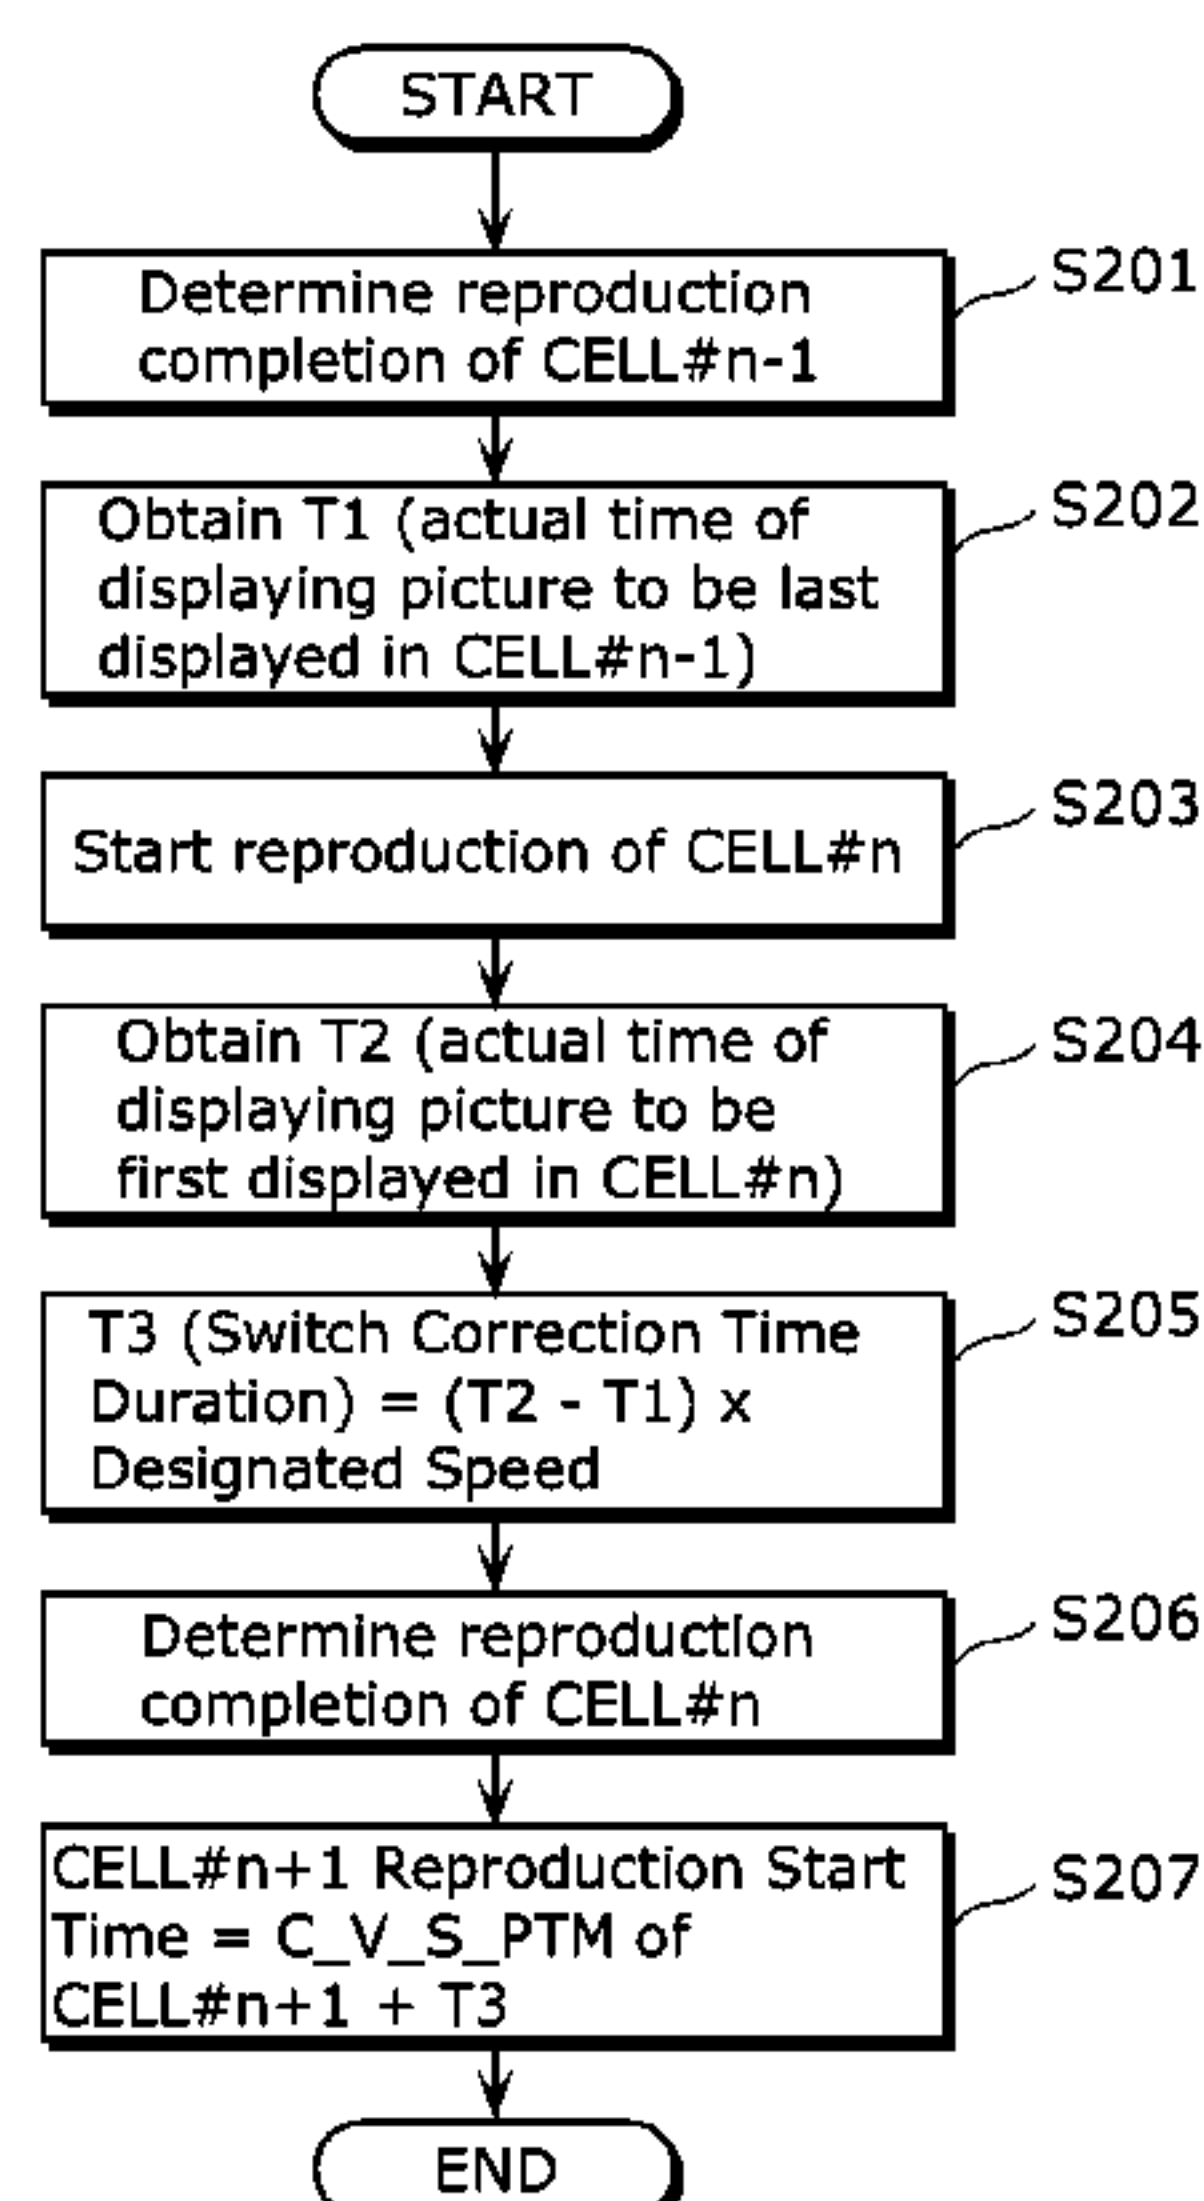 START
Determine reproduction
completion of CELL#n-1
S201
Obtain T1 (actual time of
displaying picture to be last
displayed in CELL#n-1)
S202
Start reproduction of CELL#n
S203
Obtain T2 (actual time of
displaying picture to be
first displayed in CELL#n)
S204
T3 (Switch Correction Time
Duration) = (T2 - T1) x
Designated Speed
S205
Determine reproduction
completion of CELL#n
S206
CELL#n+1 Reproduction Start
Time = C_V_S_PTM of
CELL#n+1 + T3
S207
END